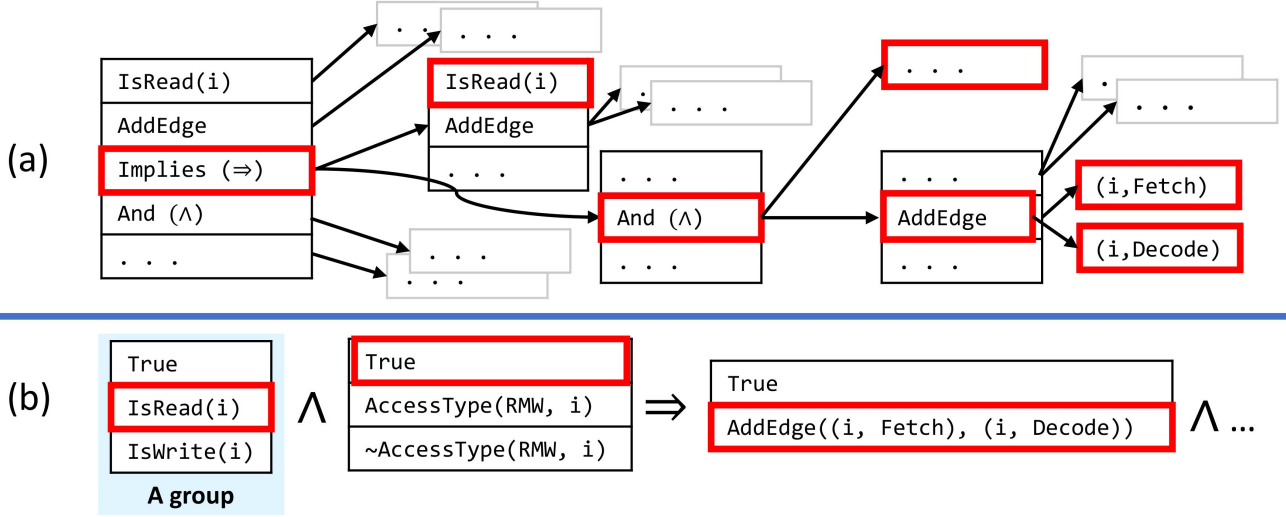 . . .
. . .
(a)
IsRead(i)
AddEdge
Implies (⇒)
And (∧)
. . .
IsRead(i)
AddEdge
. . .
. . .
. . .
. . .
. . .
. . .
And (∧)
. . .
. . .
. . .
AddEdge
. . .
. . .
. . .
(i,Fetch)
(i,Decode)
(b)
True
IsRead(i)
IsWrite(i)
A group
∧
True
AccessType(RMW, i)
~AccessType(RMW, i)
⇒
True
AddEdge((i, Fetch), (i, Decode))
∧ ...